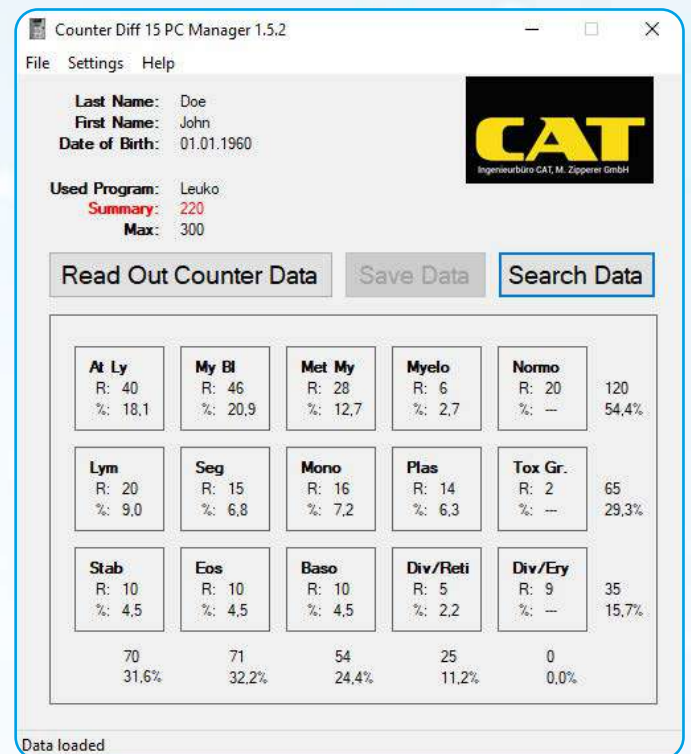 Counter Diff 15 PC Manager 1.5.2
File Settings Help
Last Name: Doe
First Name: John
Date of Birth: 01.01.1960
CAT
Ingenieurbüro CAT, M. Zipperer GmbH
Used Program: Leuko
Summary: 220
Max: 300
Read Out Counter Data Save Data Search Data
At Ly My Bl Met My Myelo Normo
R: 40 R: 46 R: 28 R: 6 R: 20 120
%: 18,1 %: 20,9 %: 12,7 %: 2,7 %: --- 54,4%
Lym Seg Mono Plas Tox Gr.
R: 20 R: 15 R: 16 R: 14 R: 2 65
%: 9,0 %: 6,8 %: 7,2 %: 6,3 %: --- 29,3%
Stab Eos Baso Div/Reti Div/Ery
R: 10 R: 10 R: 10 R: 5 R: 9 35
%: 4,5 %: 4,5 %: 4,5 %: 2,2 %: --- 15,7%
70 71 54 25 0
31,6% 32,2% 24,4% 11,2% 0,0%
Data loaded